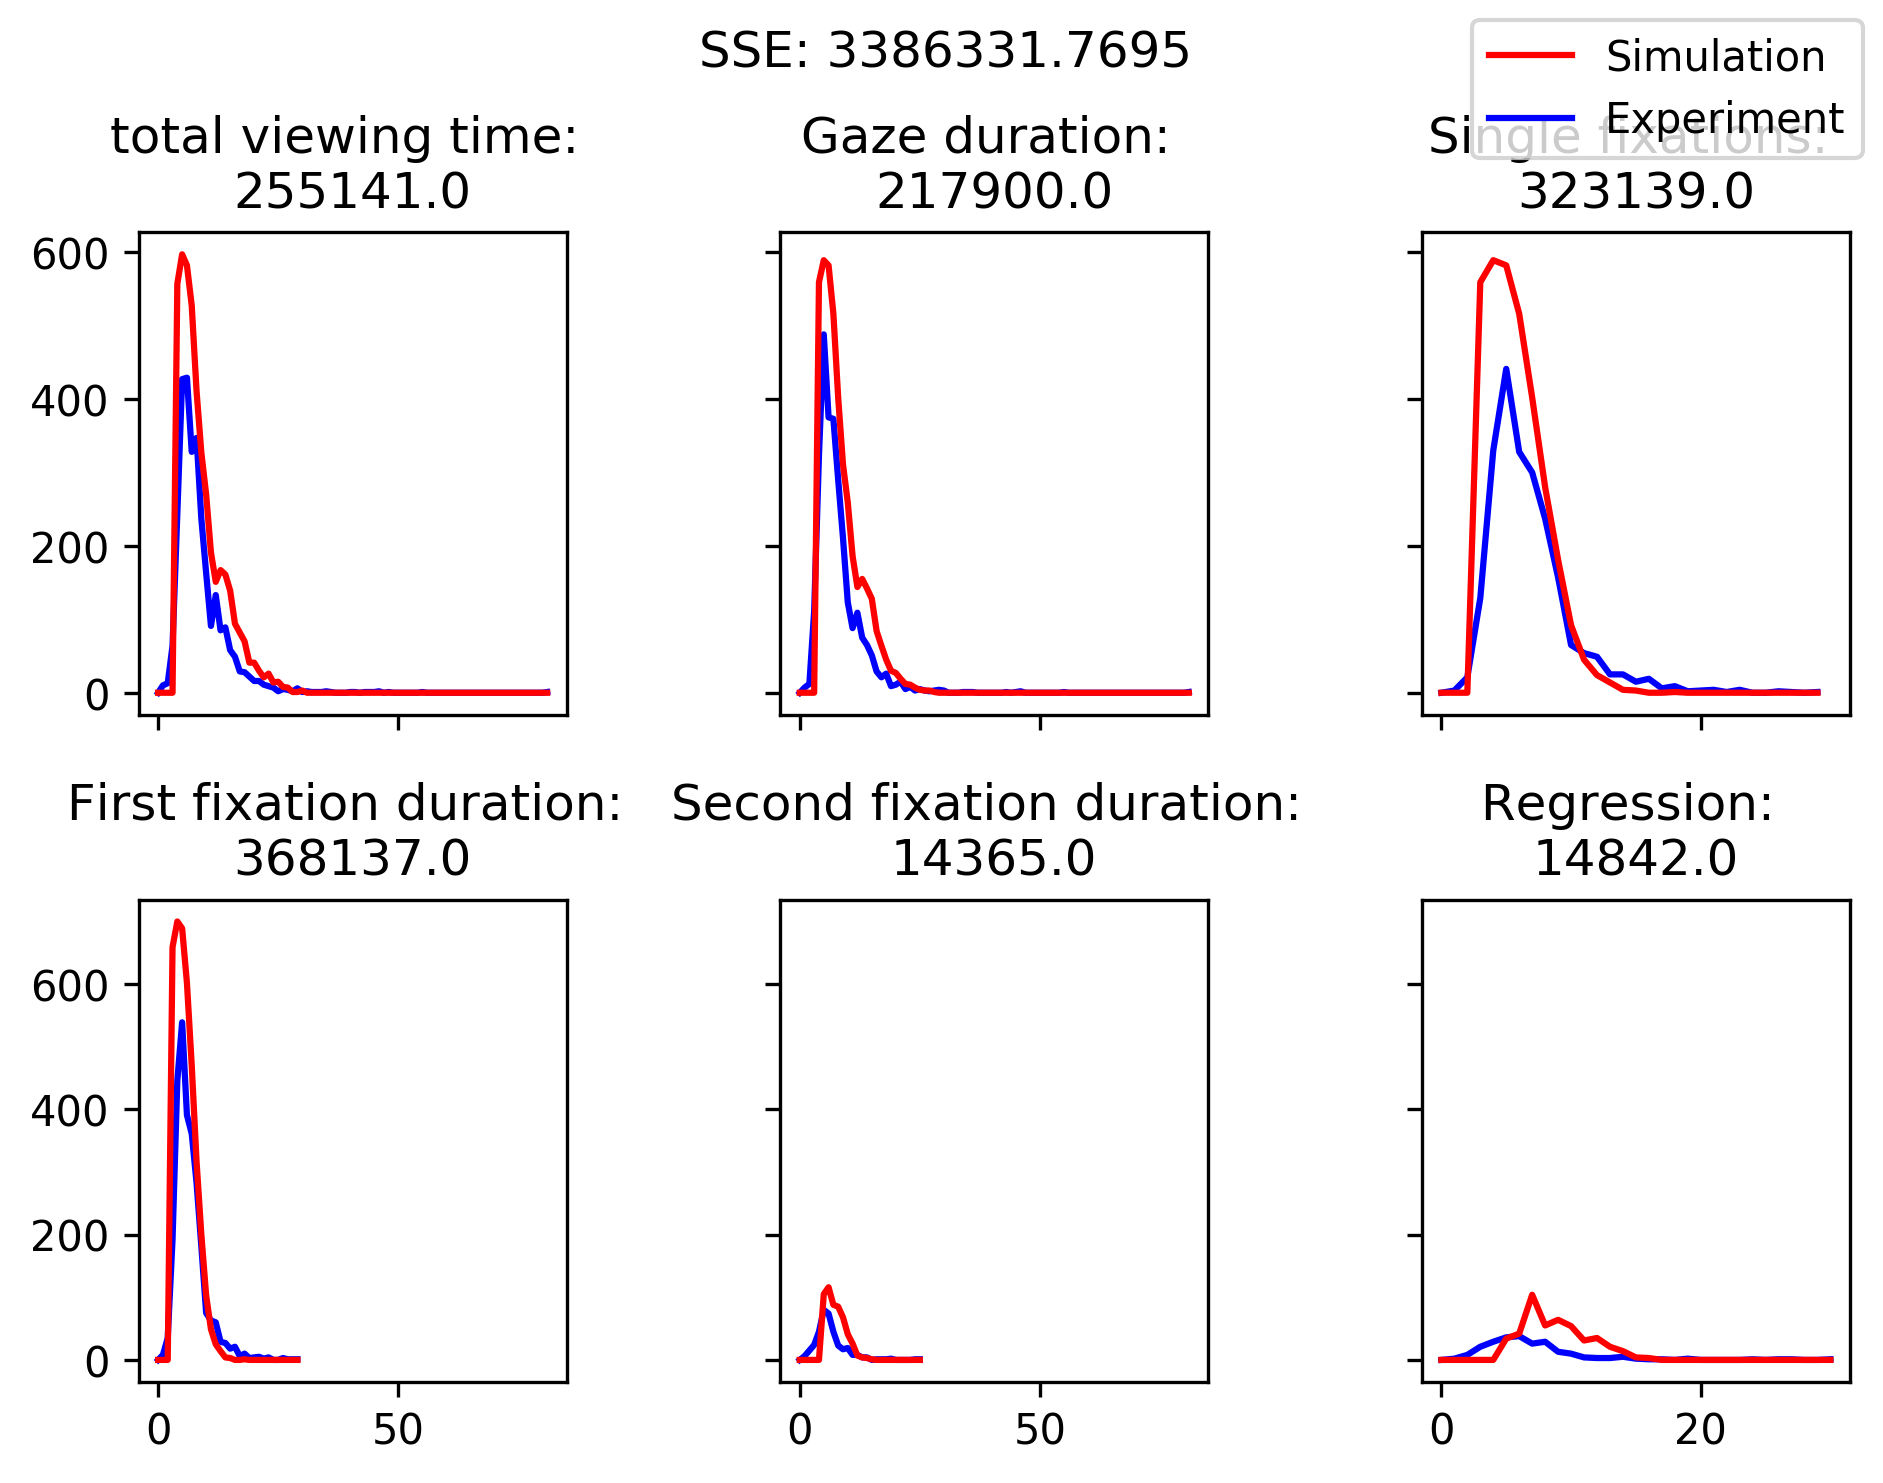 SSE: 3386331.7695
Simulation
Experiment
total viewing time:
255141.0
Gaze duration:
217900.0
Single fixations:
323139.0
600
400
200
0
0
50
0
50
0
20
First fixation duration:
368137.0
Second fixation duration:
14365.0
Regression:
14842.0
600
400
200
0